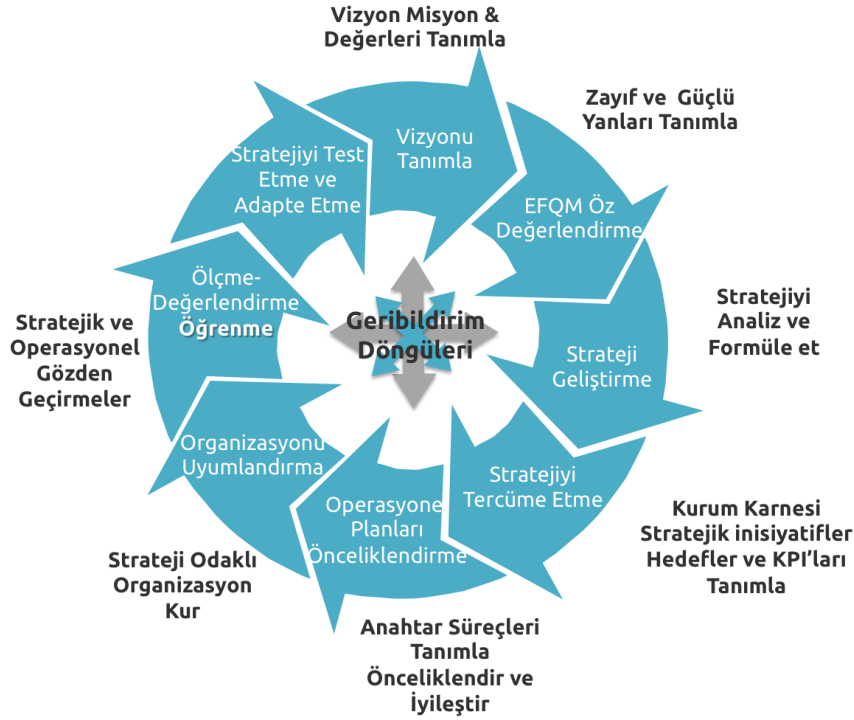 Vizyon Misyon &
Değerleri Tanımla
Zayıf ve Güçlü
Yanları Tanımla
Vizyonu
Tanımla
Stratejiyi Test
Etme ve
Adapte Etme
EFQM Öz
Değerlendirme
Ölçme-
Değerlendirme
Öğrenme
Geribildirim
Döngüleri
Stratejiyi
Analiz ve
Formüle et
Stratejik ve
Operasyonel
Gözden
Geçirmeler
Strateji
Geliştirme
Organizasyonu
Uyumlandırma
Stratejiyi
Tercüme Etme
Operasyone
Planları
Önceliklendirme
Kurum Karnesi
Stratejik inisiyatifler
Hedefler ve KPI’ları
Tanımla
Strateji Odaklı
Organizasyon
Kur
Anahtar Süreçleri
Tanımla
Önceliklendir ve
İyileştir